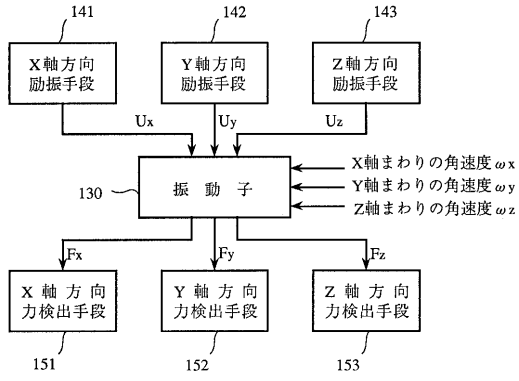 141
142
143
X軸方向
励振手段
Y軸方向
励振手段
Z軸方向
励振手段
Ux
Uy
Uz
130
振動子
X軸まわりの角速度ωx
Y軸まわりの角速度ωy
Z軸まわりの角速度ωz
Fx
Fy
Fz
X軸方向
力検出手段
Y軸方向
力検出手段
Z軸方向
力検出手段
151
152
153